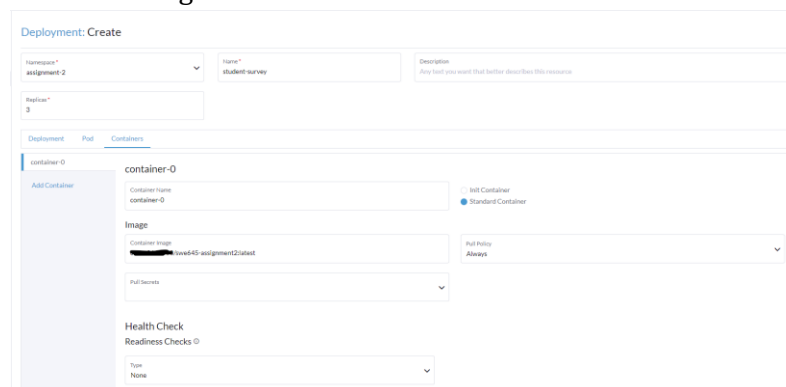 Deployment: Create
Namespace*
assignment-2
Name*
student-survey
Description
Any text you want that better describes this resource
Replicas*
3
Deployment Pod Containers
container-0
Add Container
container-0
Container Name
container-0
Init Container
Standard Container
Image
Container Image
/swe645-assignment2:latest
Pull Policy
Always
Pull Secrets
Health Check
Readiness Checks
Type
None